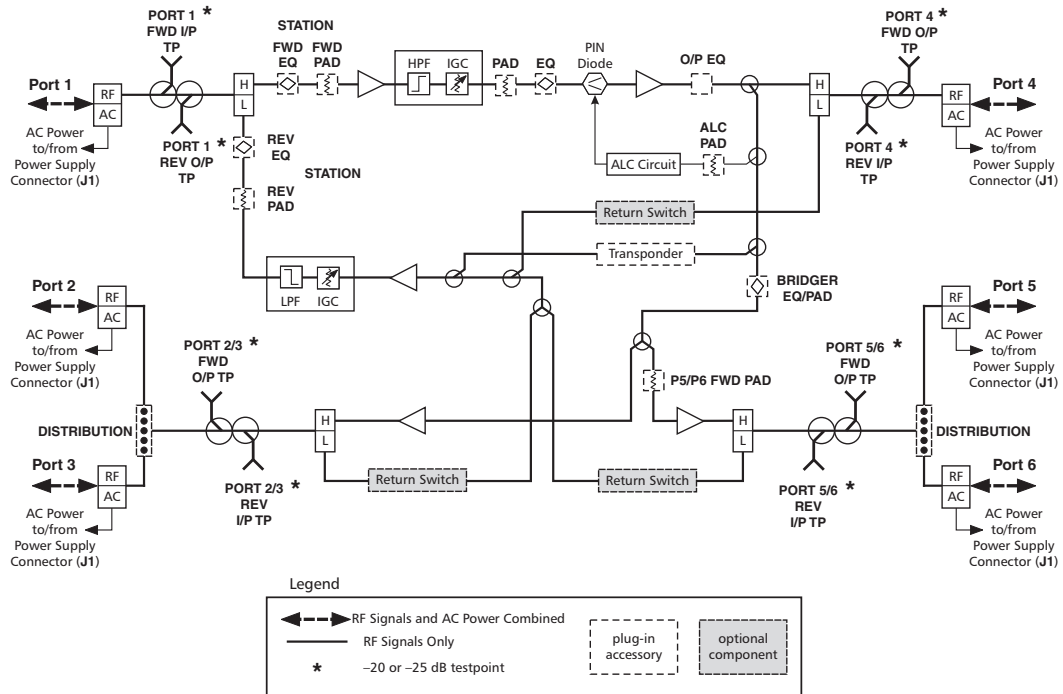 PORT 1 *
FWD I/P
TP
STATION
FWD
EQ
FWD
PAD
HPF
IGC
PAD
EQ
PIN
Diode
O/P EQ
PORT 4 *
FWD O/P
TP
Port 1
RF
AC
H
L
H
L
RF
AC
Port 4
AC Power
to/from
Power Supply
Connector (J1)
PORT 1 *
REV O/P
TP
REV
EQ
STATION
REV
PAD
ALC Circuit
ALC
PAD
PORT 4 *
REV I/P
TP
AC Power
to/from
Power Supply
Connector (J1)
Return Switch
Transponder
LPF
IGC
BRIDGER
EQ/PAD
Port 2
RF
AC
AC Power
to/from
Power Supply
Connector (J1)
Port 5
RF
AC
AC Power
to/from
Power Supply
Connector (J1)
PORT 2/3 *
FWD
O/P TP
P5/P6 FWD PAD
PORT 5/6 *
FWD
O/P TP
DISTRIBUTION
H
L
H
L
DISTRIBUTION
Port 3
RF
AC
AC Power
to/from
Power Supply
Connector (J1)
PORT 2/3
REV *
I/P TP
Return Switch
Return Switch
PORT 5/6 *
REV
I/P TP
Port 6
RF
AC
AC Power
to/from
Power Supply
Connector (J1)
Legend
RF Signals and AC Power Combined
RF Signals Only
* –20 or –25 dB testpoint
plug-in
accessory
optional
component